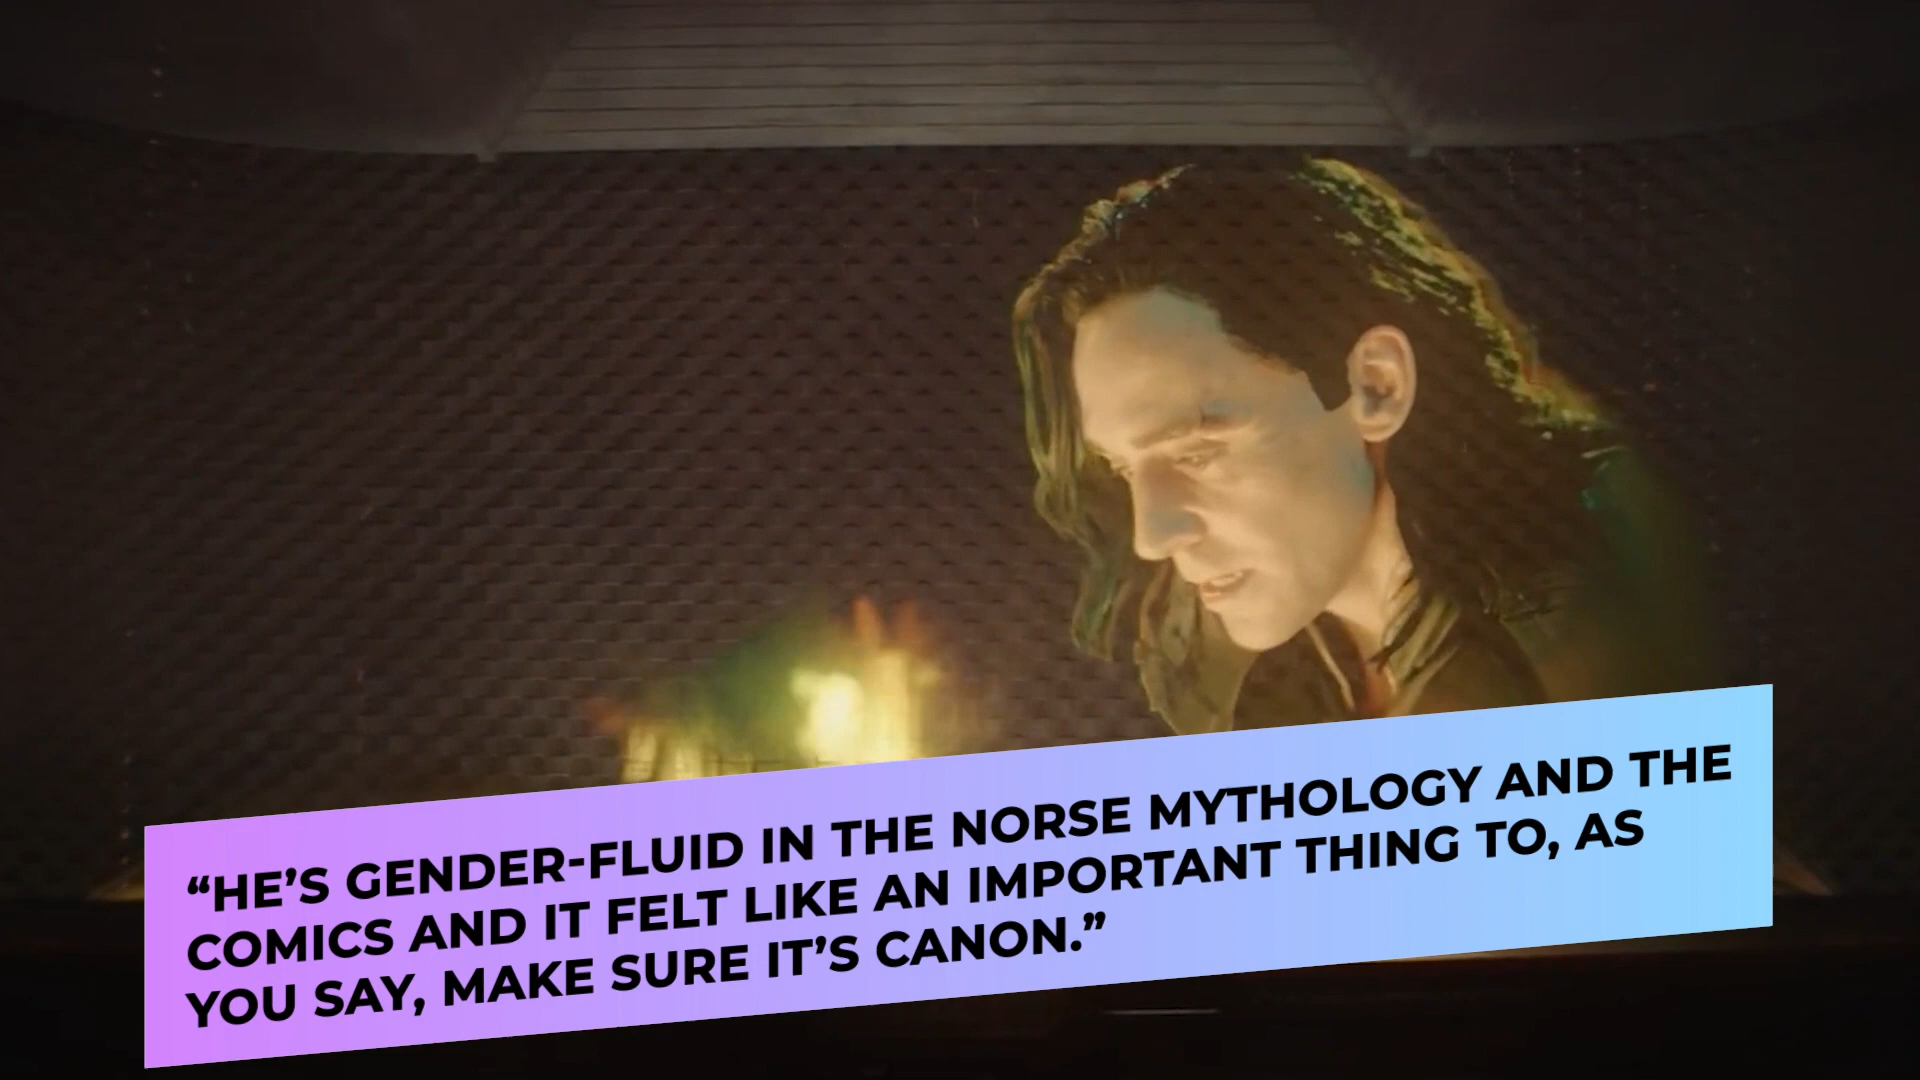 “HE’S GENDER-FLUID IN THE NORSE MYTHOLOGY AND THE
COMICS AND IT FELT LIKE AN IMPORTANT THING TO, AS
YOU SAY, MAKE SURE IT’S CANON.”